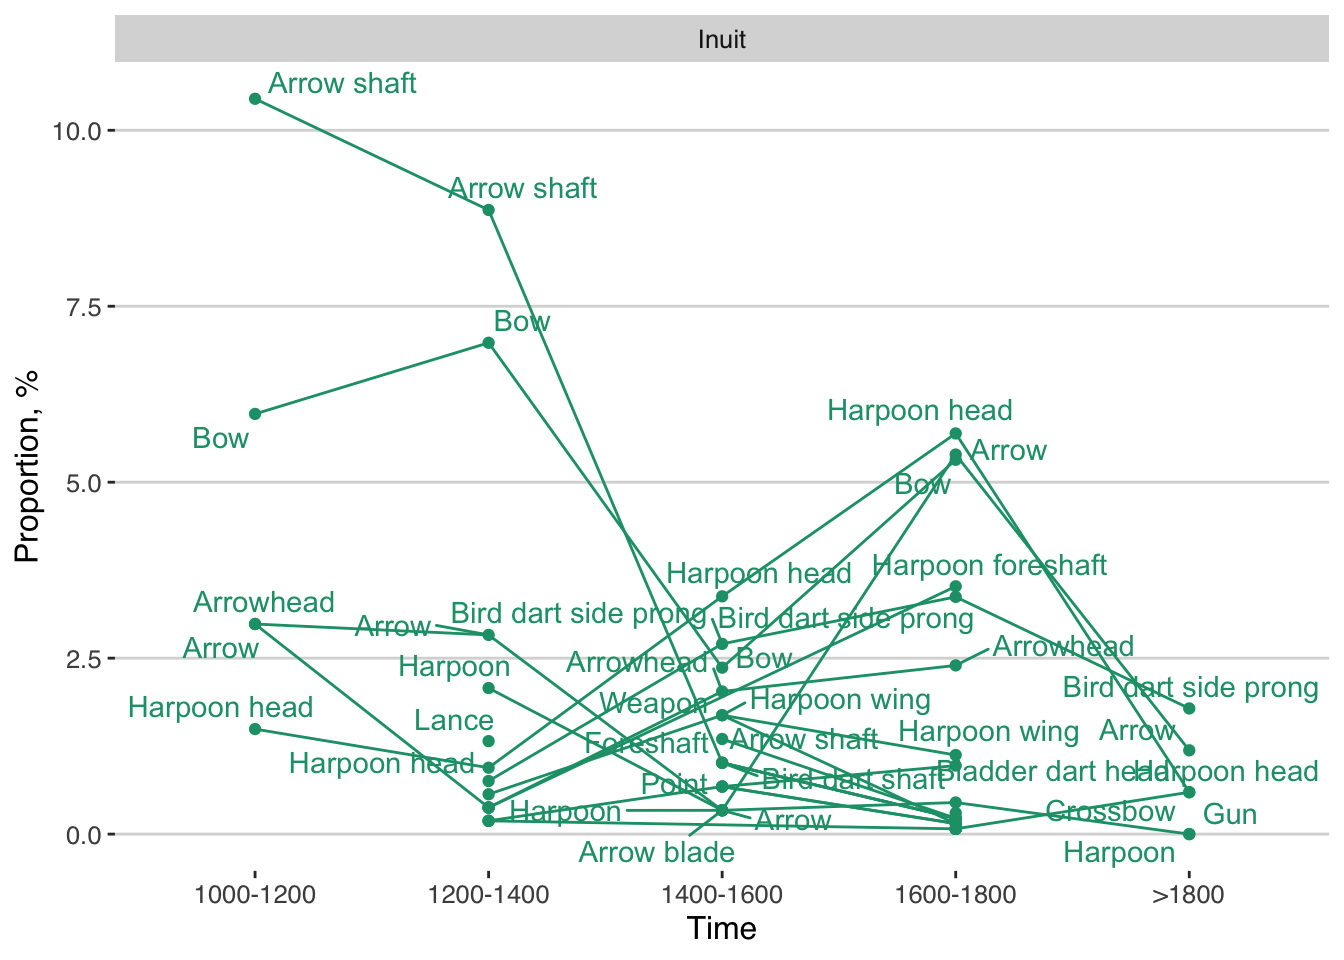 Inuit
Arrow shaft
10.0
Arrow shaft
7.5
Bow
Bow
Harpoon head
Arrow
5.0
Bow
Harpoon head
Harpoon foreshaft
Arrowhead
Bird dart side prong
Bird dart side prong
Arrow
Arrow
Arrowhead
2.5
Harpoon
Arrowhead
Bow
Bird dart side prong
Harpoon head
Weapon
Harpoon wing
Lance
Harpoon wing
Arrow
Foreshaft
Arrow shaft
Harpoon head
Bird dart shaft
Bladder dart head
Harpoon head
Point
Harpoon
Arrow
Crossbow
Gun
0.0
Arrow blade
Harpoon
1000-1200
1200-1400
1400-1600
1600-1800
>1800
Time
Proportion, %